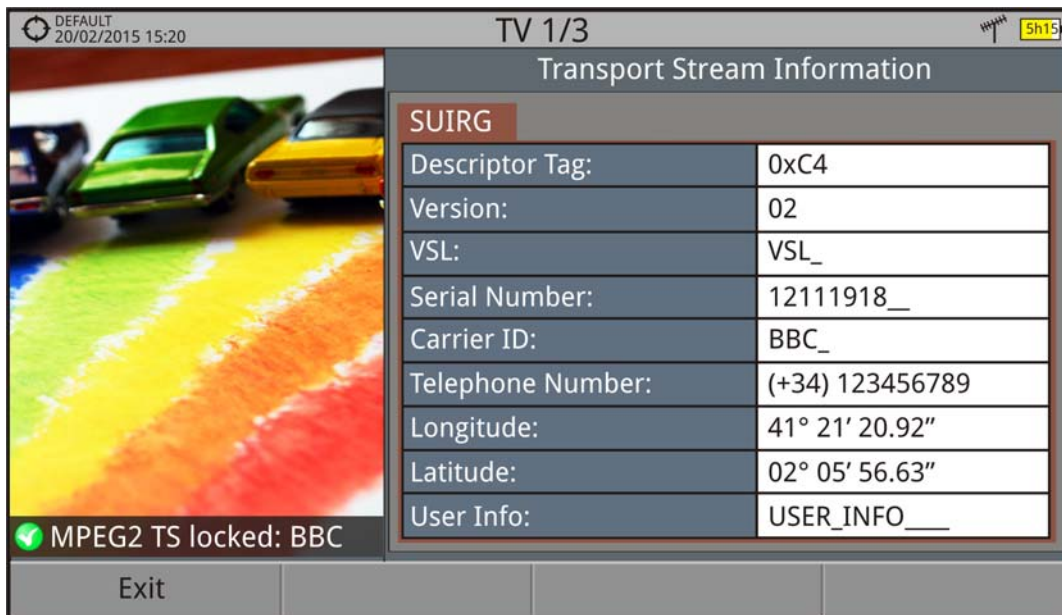 DEFAULT
20/02/2015 15:20
TV 1/3
5h15
Transport Stream Information
SUIRG
Descriptor Tag: 0xC4
Version: 02
VSL: VSL_
Serial Number: 12111918__
Carrier ID: BBC_
Telephone Number: (+34) 123456789
Longitude: 41° 21′ 20.92”
Latitude: 02° 05′ 56.63”
User Info: USER_INFO____
MPEG2 TS locked: BBC
Exit